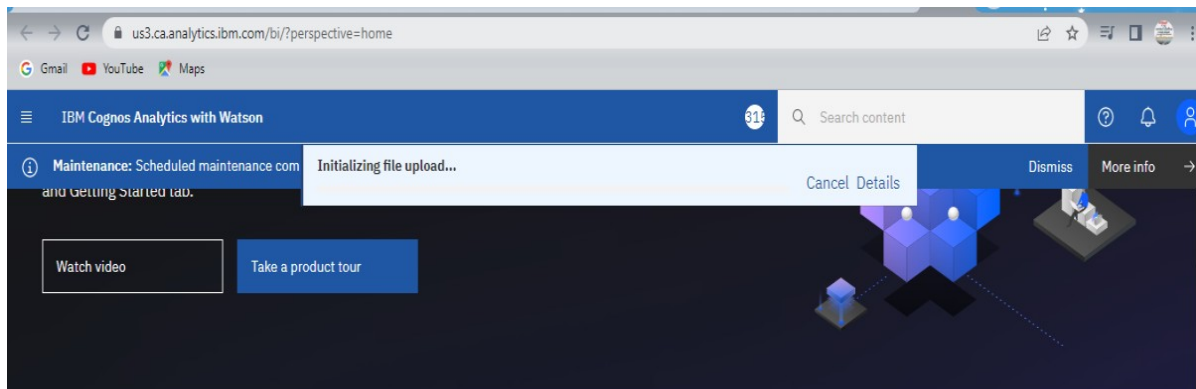 us3.ca.analytics.ibm.com/bi/?perspective=home
Gmail YouTube Maps
IBM Cognos Analytics with Watson
315
Search content
Maintenance: Scheduled maintenance com
Initializing file upload...
Cancel Details
Dismiss
More info
and Getting Started tab.
Watch video
Take a product tour